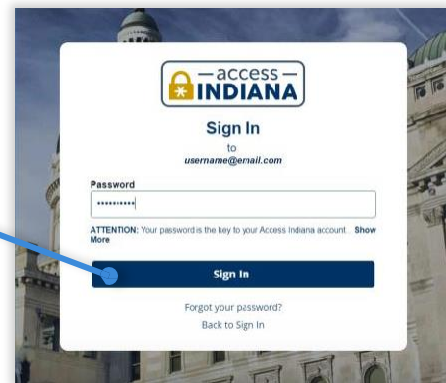 access
INDIANA
Sign In
to
username@email.com
Password
••••••••••
ATTENTION: Your password is the key to your Access Indiana account . Show
More
Sign In
Forgot your password?
Back to Sign In